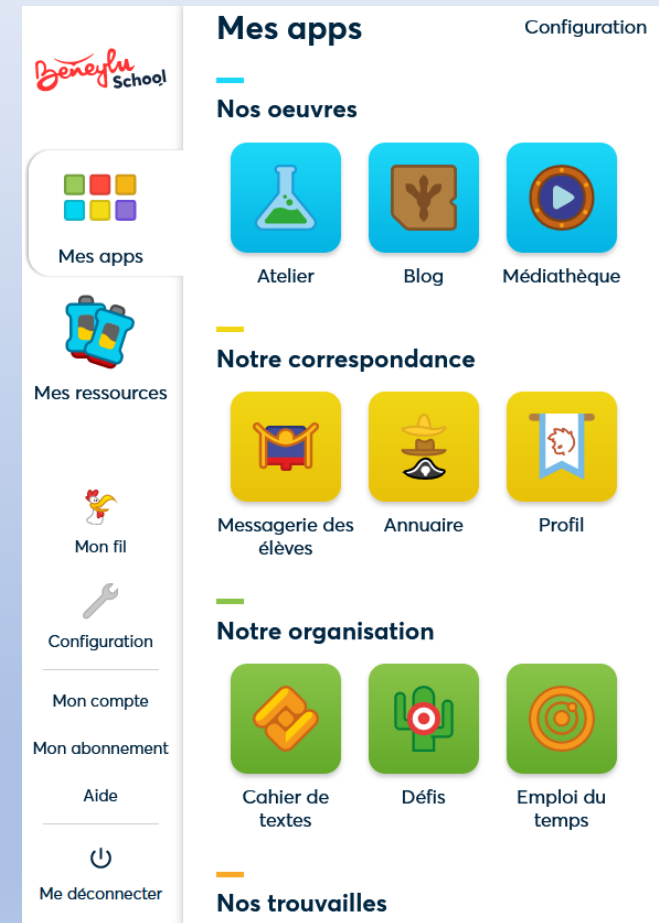 Beneylu
School
Mes apps
Mes ressources
Mon fil
Configuration
Mon compte
Mon abonnement
Aide
Me déconnecter
Mes apps
Configuration
Nos oeuvres
Atelier
Blog
Médiathèque
Notre correspondance
Messagerie des
élèves
Annuaire
Profil
Notre organisation
Cahier de
textes
Défis
Emploi du
temps
Nos trouvailles